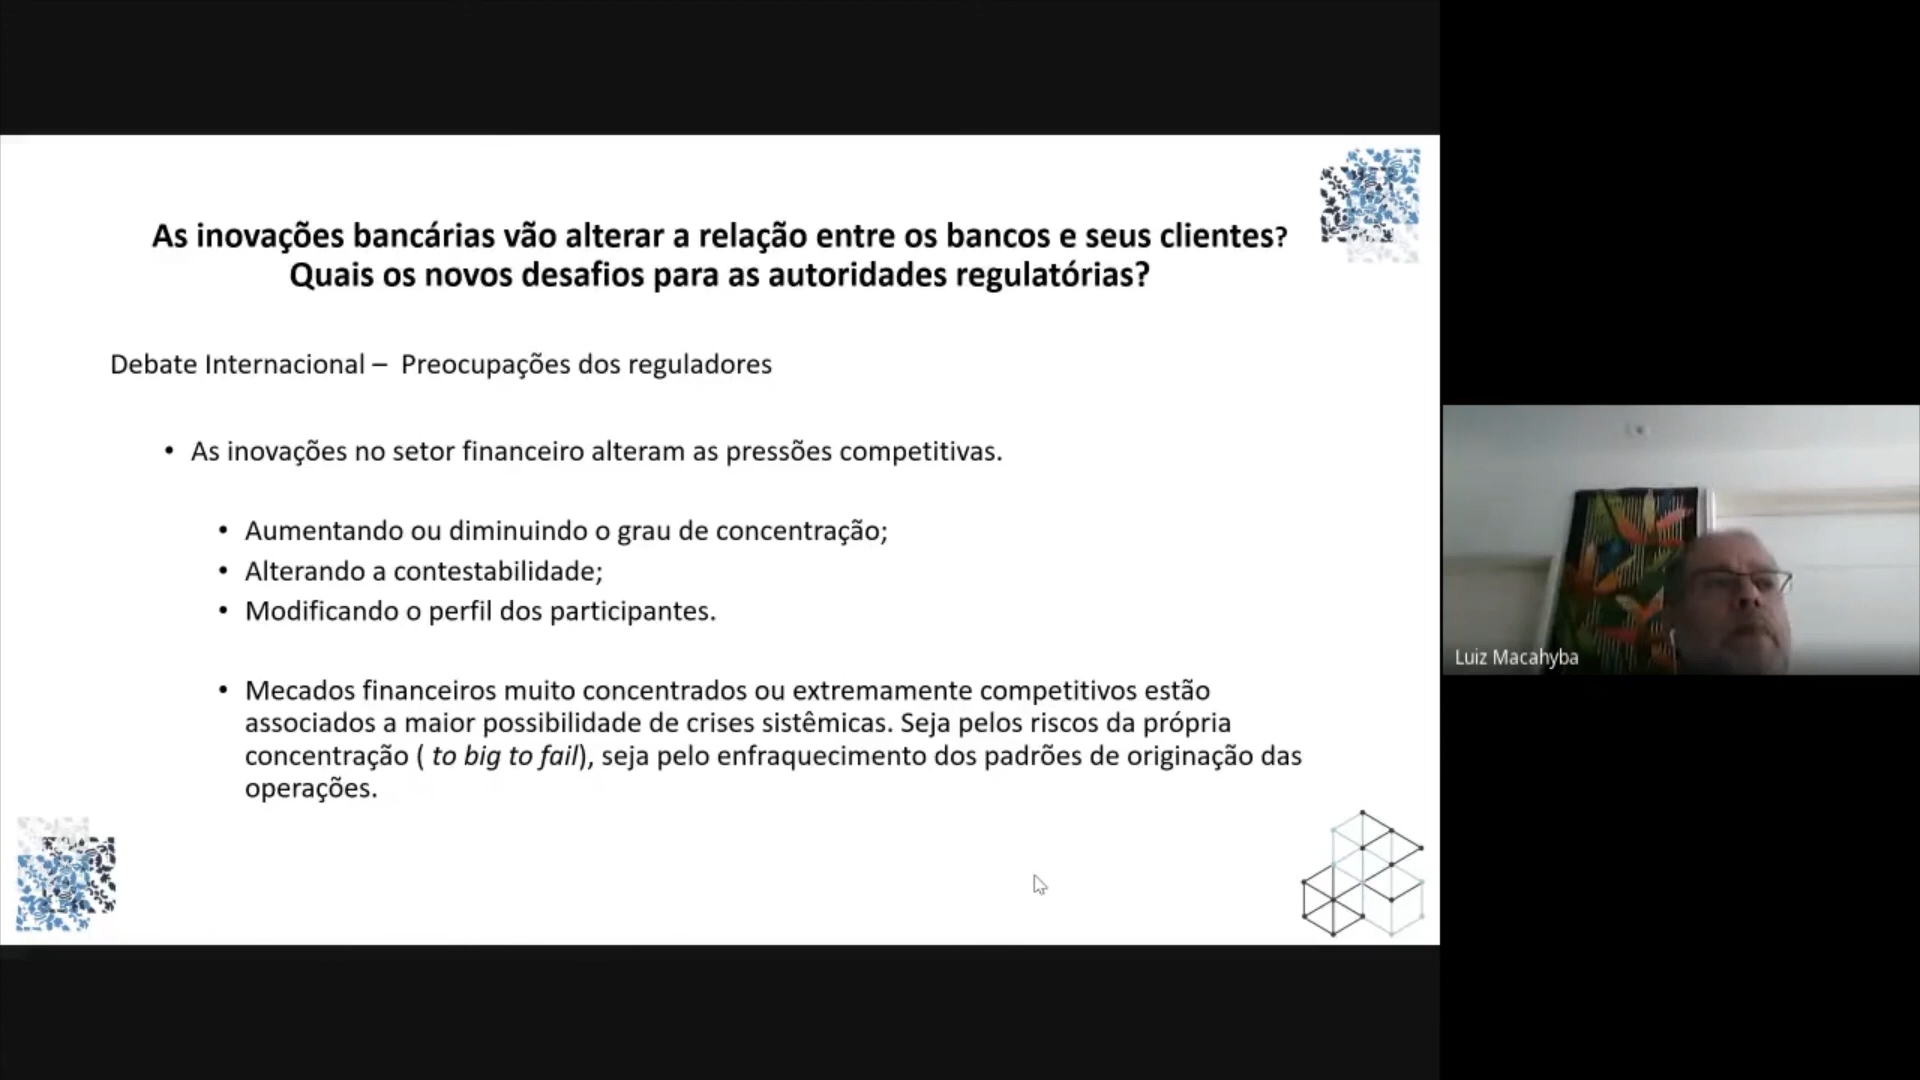 As inovações bancárias vão alterar a relação entre os bancos e seus clientes?
Quais os novos desafios para as autoridades regulatórias?
Debate Internacional – Preocupações dos reguladores
• As inovações no setor financeiro alteram as pressões competitivas.
• Aumentando ou diminuindo o grau de concentração;
• Alterando a contestabilidade;
• Modificando o perfil dos participantes.
• Mecados financeiros muito concentrados ou extremamente competitivos estão
associados a maior possibilidade de crises sistêmicas. Seja pelos riscos da própria
concentração ( to big to fail), seja pelo enfraquecimento dos padrões de originação das
operações.
Luiz Macahyba